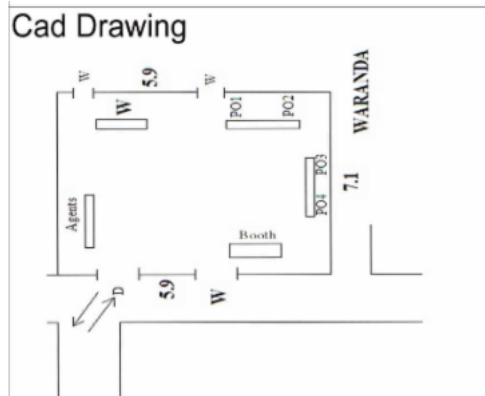 Cad Drawing
W
5.9
W
WARANDA
W
PO1
PO2
PO3
PO4
7.1
Agents
Booth
D
5.9
W